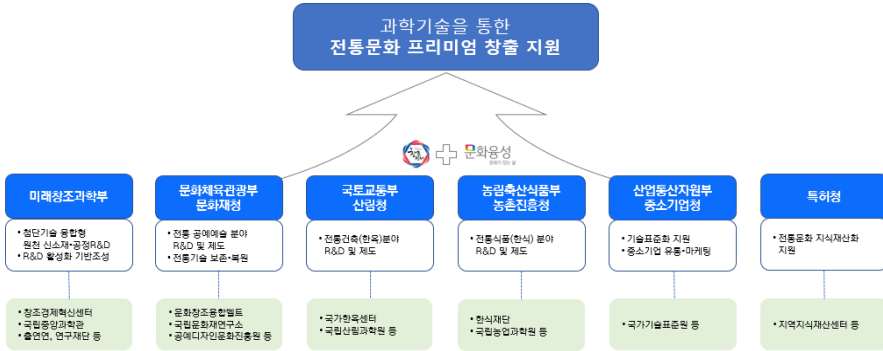 과학기술을 통한
전통문화 프리미엄 창출 지원
문화융성
미래창조과학부
문화체육관광부
문화재청
국토교통부
산림청
농림축산식품부
농촌진흥청
산업통산자원부
중소기업청
특허청
• 첨단기술 융합형
원천 신소재•공정R&D
• R&D 활성화 기반조성
• 전통 공예예술 분야
R&D 및 제도
• 전통기술 보존•복원
• 전통건축(한옥)분야
R&D 및 제도
• 전통식품(한식) 분야
R&D 및 제도
• 기술표준화 지원
• 중소기업 유통•마케팅
• 전통문화 지식재산화
지원
• 창조경제혁신센터
• 국립중앙과학관
• 출연연, 연구재단 등
• 문화창조융합벨트
• 국립문화재연구소
• 공예디자인문화진흥원 등
• 국가한옥센터
• 국립산림과학원 등
• 한식재단
• 국립농업과학원 등
• 국가기술표준원 등
• 지역지식재산센터 등